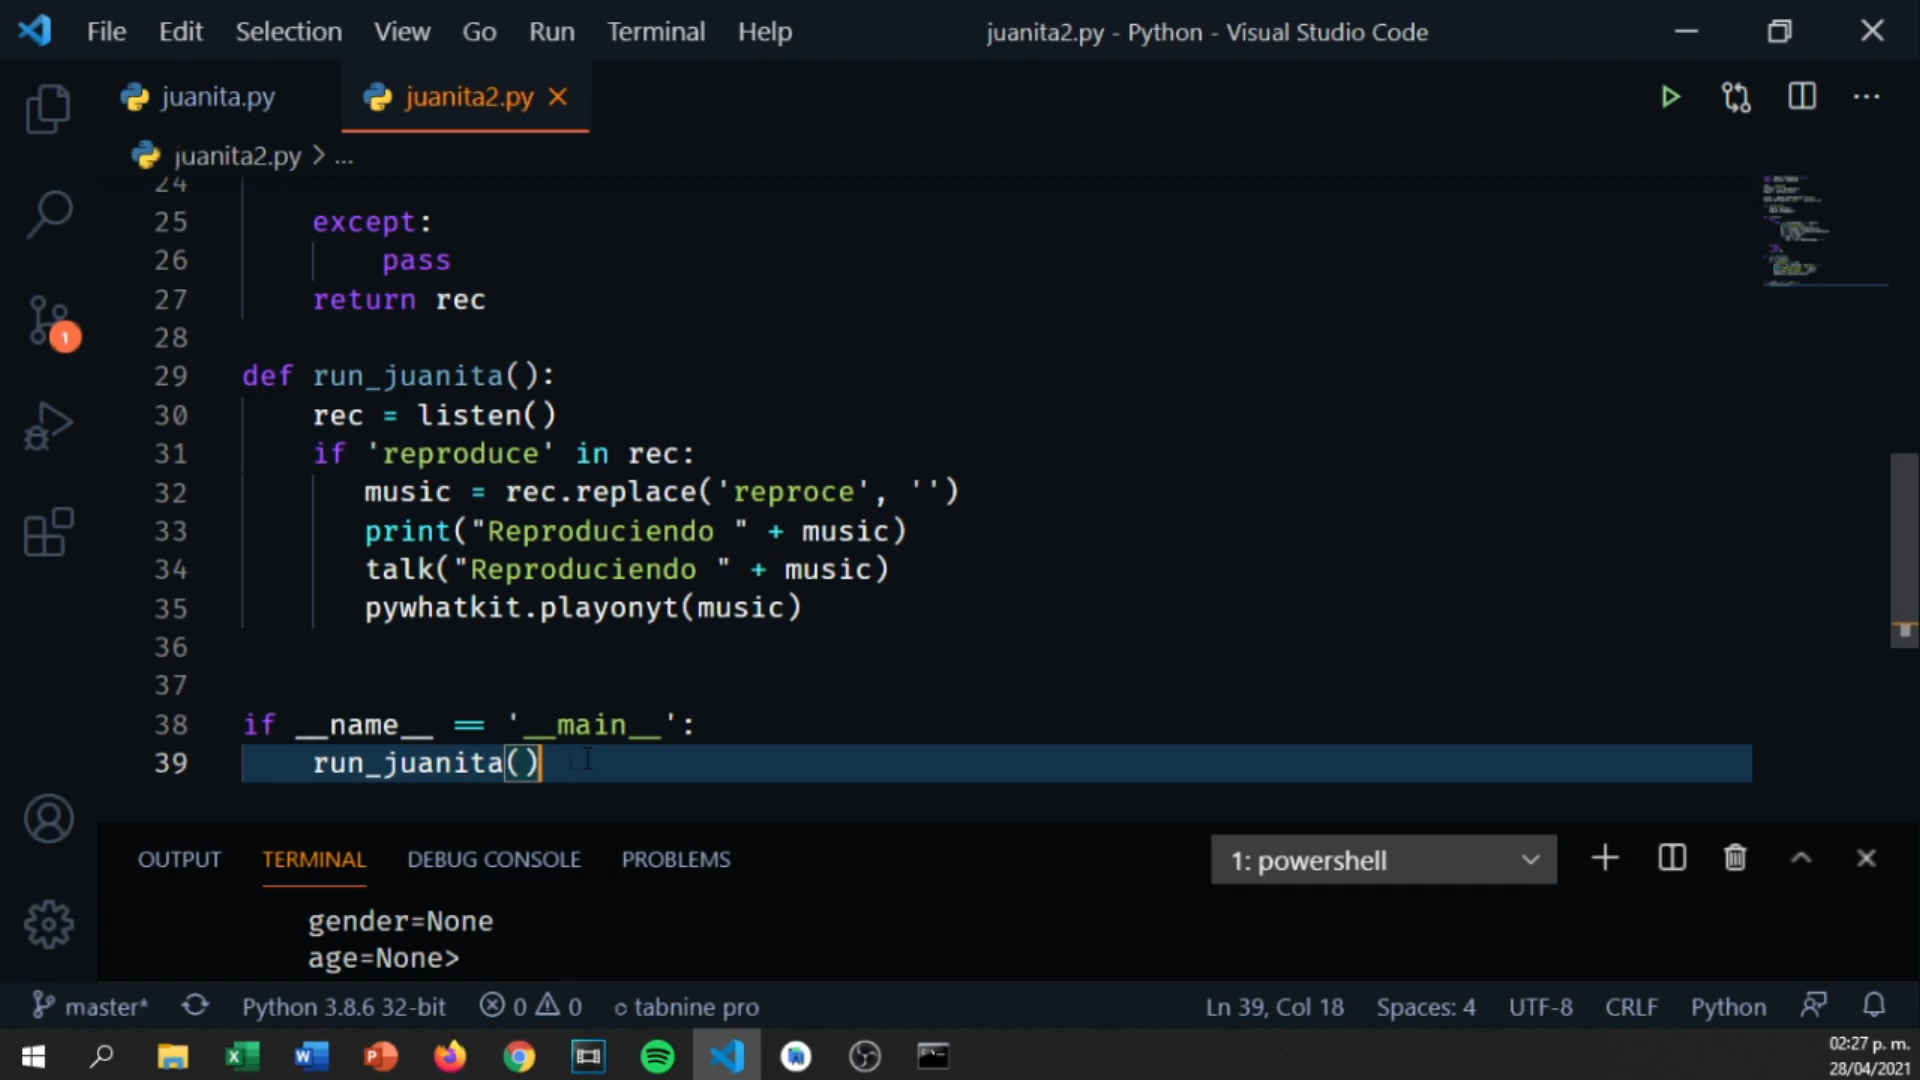 File Edit Selection View Go Run Terminal Help juanita2.py - Python - Visual Studio Code
juanita.py juanita2.py
juanita2.py > ...
24
25 except:
26 pass
27 return rec
28
29 def run_juanita():
30 rec = listen()
31 if 'reproduce' in rec:
32 music = rec.replace('reproce', '')
33 print("Reproduciendo " + music)
34 talk("Reproduciendo " + music)
35 pywhatkit.playonyt(music)
36
37
38 if __name__ == '__main__':
39 run_juanita()
1
OUTPUT TERMINAL DEBUG CONSOLE PROBLEMS 1: powershell
gender=None
age=None>
master* Python 3.8.6 32-bit 0 0 tabnine pro Ln 39, Col 18 Spaces: 4 UTF-8 CRLF Python
02:27 p. m.
28/04/2021